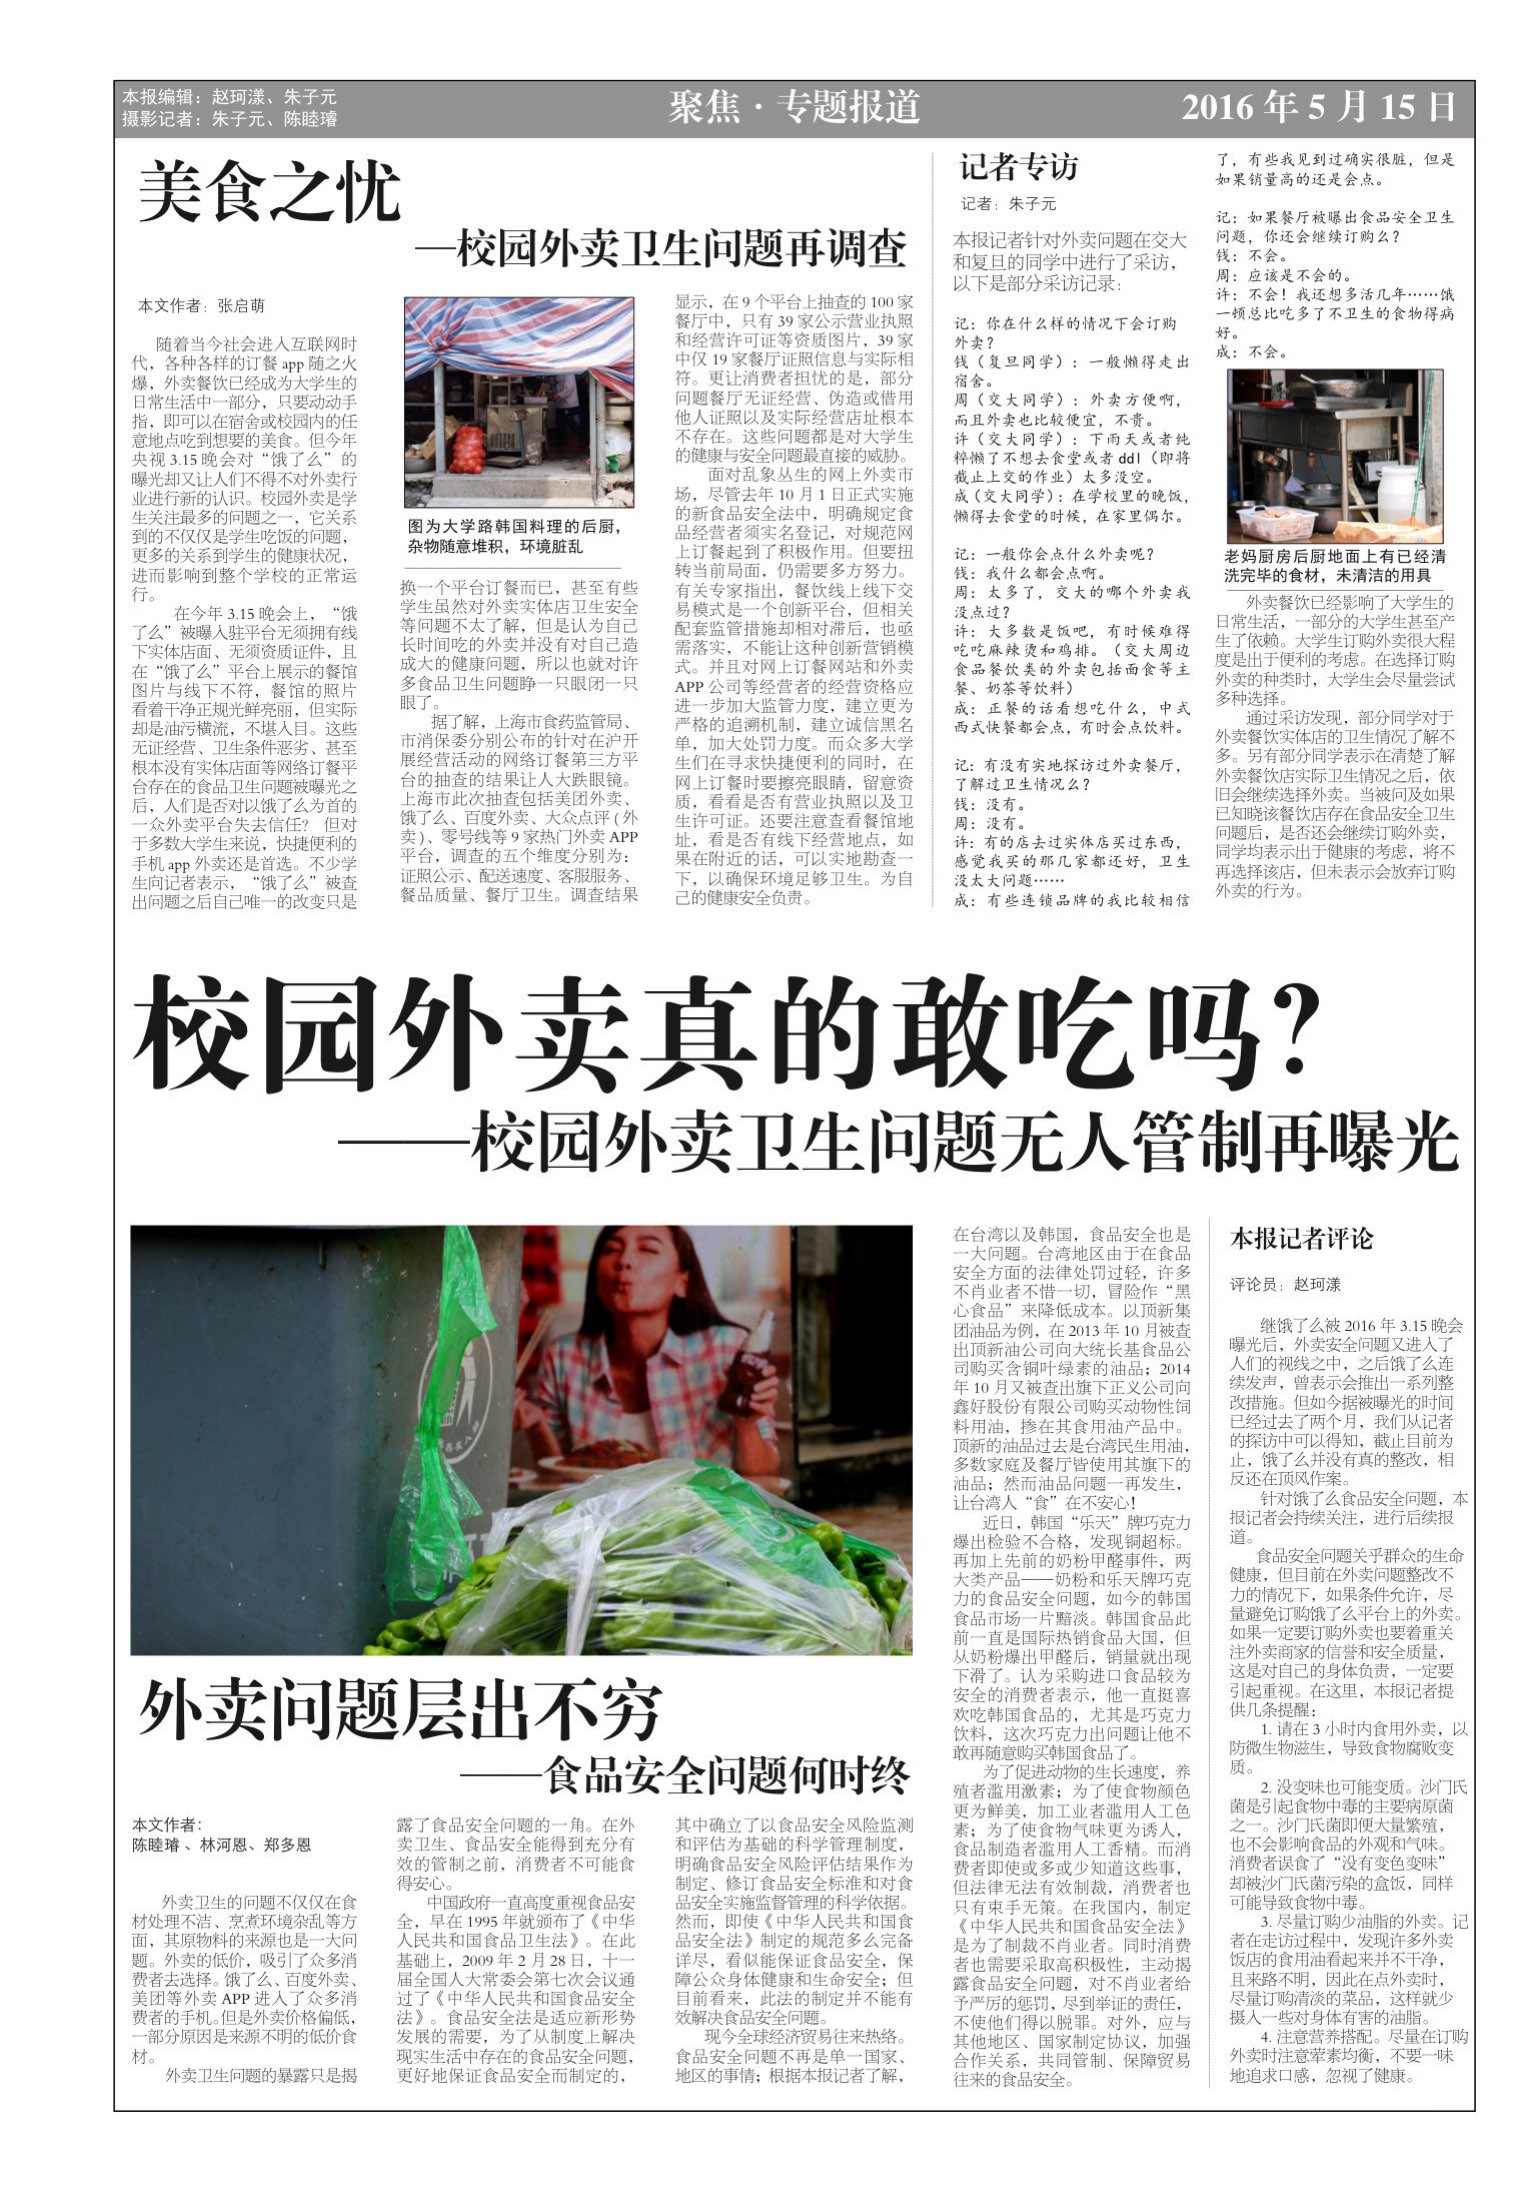 本报编辑：赵珂漾、朱子元
摄影记者：朱子元、陈睦璿
聚焦·专题报道
2016 年 5 月 15 日
美食之忧
—校园外卖卫生问题再调查
本文作者：张启萌
随着当今社会进入互联网时
代，各种各样的订餐 app 随之火
爆，外卖餐饮已经成为大学生的
日常生活中一部分，只要动动手
指，即可以在宿舍或校园内的任
意地点吃到想要的美食。但今年
央视 3.15 晚会对“饿了么”的
曝光却又让人们不得不对外卖行
业进行新的认识。校园外卖是学
生关注最多的问题之一，它关系
到的不仅仅是学生吃饭的问题，
更多的关系到学生的健康状况，
进而影响到整个学校的正常运
行。
在今年 3.15 晚会上，“饿
了么”被曝入驻平台无须拥有线
下实体店面、无须资质证件，且
在“饿了么”平台上展示的餐馆
图片与线下不符，餐馆的照片
看着干净正规光鲜亮丽，但实际
却是油污横流，不堪入目。这些
无证经营、卫生条件恶劣、甚至
根本没有实体店面等网络订餐平
台存在的食品卫生问题被曝光之
后，人们是否对以饿了么为首的
一众外卖平台失去信任？ 但对
于多数大学生来说，快捷便利的
手机 app 外卖还是首选。不少学
生向记者表示，“饿了么”被查
出问题之后自己唯一的改变只是
图为大学路韩国料理的后厨，
杂物随意堆积，环境脏乱
换一个平台订餐而已，甚至有些
学生虽然对外卖实体店卫生安全
等问题不太了解，但是认为自己
长时间吃的外卖并没有对自己造
成大的健康问题，所以也就对许
多食品卫生问题睁一只眼闭一只
眼了。
据了解，上海市食药监管局、
市消保委分别公布的针对在沪开
展经营活动的网络订餐第三方平
台的抽查的结果让人大跌眼镜。
上海市此次抽查包括美团外卖、
饿了么、百度外卖、大众点评（外
卖）、零号线等 9 家热门外卖 APP
平台，调查的五个维度分别为：
证照公示、配送速度、客服服务、
餐品质量、餐厅卫生。调查结果
显示，在 9 个平台上抽查的 100 家
餐厅中，只有 39 家公示营业执照
和经营许可证等资质图片，39 家
中仅 19 家餐厅证照信息与实际相
符。更让消费者担忧的是，部分
问题餐厅无证经营、伪造或借用
他人证照以及实际经营店址根本
不存在。这些问题都是对大学生
的健康与安全问题最直接的威胁。
面对乱象丛生的网上外卖市
场，尽管去年 10 月 1 日正式实施
的新食品安全法中，明确规定食
品经营者须实名登记，对规范网
上订餐起到了积极作用。但要扭
转当前局面，仍需要多方努力。
有关专家指出，餐饮线上线下交
易模式是一个创新平台，但相关
配套监管措施却相对滞后，也亟
需落实，不能让这种创新营销模
式。并且对网上订餐网站和外卖
APP 公司等经营者的经营资格应
进一步加大监管力度，建立更为
严格的追溯机制，建立诚信黑名
单，加大处罚力度。而众多大学
生们在寻求快捷便利的同时，在
网上订餐时要擦亮眼睛，留意资
质，看看是否有营业执照以及卫
生许可证。还要注意查看餐馆地
址，看是否有线下经营地点，如
果在附近的话，可以实地勘查一
下，以确保环境足够卫生。为自
己的健康安全负责。
记者专访
记者：朱子元
本报记者针对外卖问题在交大
和复旦的同学中进行了采访，
以下是部分采访记录：
记：你在什么样的情况下会订购
外卖？
钱（复旦同学）：一般懒得走出
宿舍。
周（交大同学）：外卖方便啊，
而且外卖也比较便宜，不贵。
许（交大同学）：下雨天或者纯
粹懒了不想去食堂或者 ddl（即将
截止上交的作业）太多没空。
成（交大同学）：在学校里的晚饭，
懒得去食堂的时候，在家里偶尔。
记：一般你会点什么外卖呢？
钱：我什么都会点啊。
周：太多了，交大的哪个外卖我
没点过？
许：大多数是饭吧，有时候难得
吃吃麻辣烫和鸡排。（交大周边
食品餐饮类的外卖包括面食等主
餐、奶茶等饮料）
成：正餐的话看想吃什么，中式
西式快餐都会点，有时会点饮料。
记：有没有实地探访过外卖餐厅，
了解过卫生情况么？
钱：没有。
周：没有。
许：有的店去过实体店买过东西，
感觉我买的那几家都还好，卫生
没太大问题……
成：有些连锁品牌的我比较相信
了，有些我见到过确实很脏，但是
如果销量高的还是会点。
记：如果餐厅被曝出食品安全卫生
问题，你还会继续订购么？
钱：不会。
周：应该是不会的。
许：不会！我还想多活几年……饿
一顿总比吃多了不卫生的食物得病
好。
成：不会。
老妈厨房后厨地面上有已经清
洗完毕的食材，未清洁的用具
外卖餐饮已经影响了大学生的
日常生活，一部分的大学生甚至产
生了依赖。大学生订购外卖很大程
度是出于便利的考虑。在选择订购
外卖的种类时，大学生会尽量尝试
多种选择。
通过采访发现，部分同学对于
外卖餐饮实体店的卫生情况了解不
多。另有部分同学表示在清楚了解
外卖餐饮店实际卫生情况之后，依
旧会继续选择外卖。当被问及如果
已知晓该餐饮店存在食品安全卫生
问题后，是否还会继续订购外卖，
同学均表示出于健康的考虑，将不
再选择该店，但未表示会放弃订购
外卖的行为。
校园外卖真的敢吃吗？
——校园外卖卫生问题无人管制再曝光
外卖问题层出不穷
——食品安全问题何时终
本文作者：
陈睦璿 、林河恩、郑多恩
外卖卫生的问题不仅仅在食
材处理不洁、烹煮环境杂乱等方
面，其原物料的来源也是一大问
题。外卖的低价，吸引了众多消
费者去选择。饿了么、百度外卖、
美团等外卖 APP 进入了众多消
费者的手机。但是外卖价格偏低，
一部分原因是来源不明的低价食
材。
外卖卫生问题的暴露只是揭
露了食品安全问题的一角。在外
卖卫生、食品安全能得到充分有
效的管制之前，消费者不可能食
得安心。
中国政府一直高度重视食品安
全，早在 1995 年就颁布了《中华
人民共和国食品卫生法》。在此
基础上，2009 年 2 月 28 日，十一
届全国人大常委会第七次会议通
过了《中华人民共和国食品安全
法》。食品安全法是适应新形势
发展的需要，为了从制度上解决
现实生活中存在的食品安全问题，
更好地保证食品安全而制定的，
其中确立了以食品安全风险监测
和评估为基础的科学管理制度，
明确食品安全风险评估结果作为
制定、修订食品安全标准和对食
品安全实施监督管理的科学依据。
然而，即使《中华人民共和国食
品安全法》制定的规范多么完备
详尽，看似能保证食品安全，保
障公众身体健康和生命安全；但
目前看来，此法的制定并不能有
效解决食品安全问题。
现今全球经济贸易往来热络。
食品安全问题不再是单一国家、
地区的事情；根据本报记者了解，
在台湾以及韩国，食品安全也是
一大问题。台湾地区由于在食品
安全方面的法律处罚过轻，许多
不肖业者不惜一切，冒险作“黑
心食品”来降低成本。以顶新集
团油品为例，在 2013 年 10 月被查
出顶新油公司向大统长基食品公
司购买含铜叶绿素的油品；2014
年 10 月又被查出旗下正义公司向
鑫好股份有限公司购买动物性饲
料用油，掺在其食用油产品中。
顶新的油品过去是台湾民生用油，
多数家庭及餐厅皆使用其旗下的
油品；然而油品问题一再发生，
让台湾人“食”在不安心！
近日，韩国“乐天”牌巧克力
爆出检验不合格，发现铜超标。
再加上先前的奶粉甲醛事件，两
大类产品——奶粉和乐天牌巧克
力的食品安全问题，如今的韩国
食品市场一片黯淡。韩国食品此
前一直是国际热销食品大国，但
从奶粉爆出甲醛后，销量就出现
下滑了。认为采购进口食品较为
安全的消费者表示，他一直挺喜
欢吃韩国食品的，尤其是巧克力
饮料，这次巧克力出问题让他不
敢再随意购买韩国食品了。
为了促进动物的生长速度，养
殖者滥用激素；为了使食物颜色
更为鲜美，加工业者滥用人工色
素；为了使食物气味更为诱人，
食品制造者滥用人工香精。而消
费者即使或多或少知道这些事，
但法律无法有效制裁，消费者也
只有束手无策。在我国内，制定
《中华人民共和国食品安全法》
是为了制裁不肖业者。同时消费
者也需要采取高积极性，主动揭
露食品安全问题，对不肖业者给
予严厉的惩罚，尽到举证的责任，
不使他们得以脱罪。对外，应与
其他地区、国家制定协议，加强
合作关系，共同管制、保障贸易
往来的食品安全。
本报记者评论
评论员：赵珂漾
继饿了么被 2016 年 3.15 晚会
曝光后，外卖安全问题又进入了
人们的视线之中，之后饿了么连
续发声，曾表示会推出一系列整
改措施。但如今据被曝光的时间
已经过去了两个月，我们从记者
的探访中可以得知，截止目前为
止，饿了么并没有真的整改，相
反还在顶风作案。
针对饿了么食品安全问题，本
报记者会持续关注，进行后续报
道。
食品安全问题关乎群众的生命
健康，但目前在外卖问题整改不
力的情况下，如果条件允许，尽
量避免订购饿了么平台上的外卖。
如果一定要订购外卖也要着重关
注外卖商家的信誉和安全质量，
这是对自己的身体负责，一定要
引起重视。在这里，本报记者提
供几条提醒：
1. 请在 3 小时内食用外卖，以
防微生物滋生，导致食物腐败变
质。
2. 没变味也可能变质。沙门氏
菌是引起食物中毒的主要病原菌
之一。沙门氏菌即便大量繁殖，
也不会影响食品的外观和气味。
消费者误食了“没有变色变味”
却被沙门氏菌污染的盒饭，同样
可能导致食物中毒。
3. 尽量订购少油脂的外卖。记
者在走访过程中，发现许多外卖
饭店的食用油看起来并不干净，
且来路不明，因此在点外卖时，
尽量订购清淡的菜品，这样就少
摄入一些对身体有害的油脂。
4. 注意营养搭配。尽量在订购
外卖时注意荤素均衡，不要一味
地追求口感，忽视了健康。